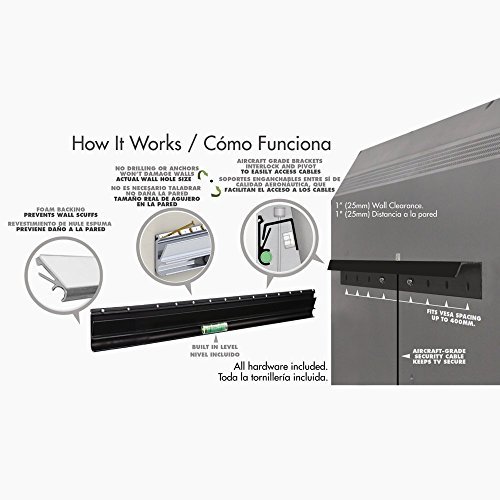 How It Works / Cómo Funciona
FOAM BACKING
PREVENTS WALL SCUFFS
REVESTIMIENTO DE ESPUMA
PREVIENE DAÑO A LA PARED
NO DRILLING OR ANCHORS
WON'T DAMAGE WALLS
ACTUAL WALL HOLE SIZE
NO ES NECESARIO TALADRAR
NO DAÑA LA PARED
TAMAÑO REAL DE AGUJERO
EN LA PARED
AIRCRAFT GRADE BRACKETS
INTERLOCK AND PIVOT
TO EASILY ACCESS CABLES
SOPORTES ENGANCHABLES ENTRE SÍ DE
CALIDAD AERONÁUTICA, QUE
FACILITAN EL ACCESO A LOS CABLES
1" (25mm) Wall Clearance.
1" (25mm) Distancia a la pared
FITS VESA SPACING
UP TO 400MM.
BUILT IN LEVEL
NIVEL INCLUIDO
AIRCRAFT-GRADE
SECURITY CABLE
KEEPS TV SECURE
All hardware included.
Toda la tornillería incluida.